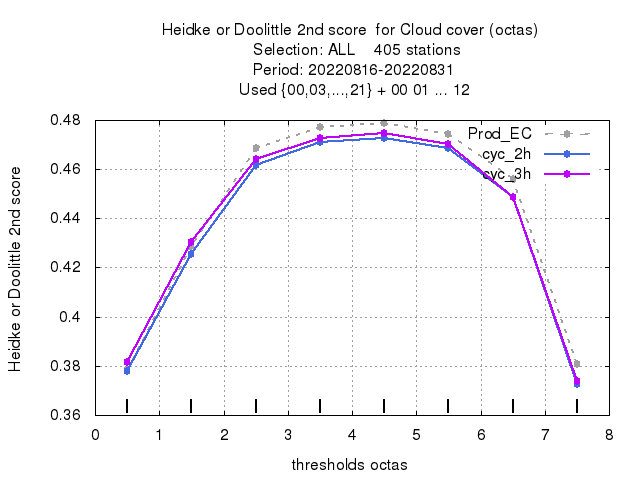 Heidke or Doolittle 2nd score  for Cloud cover (octas)
Selection: ALL    405 stations
Period: 20220816-20220831
Used {00,03,...,21} + 00 01 ... 12
Heidke or Doolittle 2nd score
0.48
0.46
0.44
0.42
0.4
0.38
0.36
Prod_EC
cyc_2h
cyc_3h
0 1 2 3 4 5 6 7 8
thresholds octas